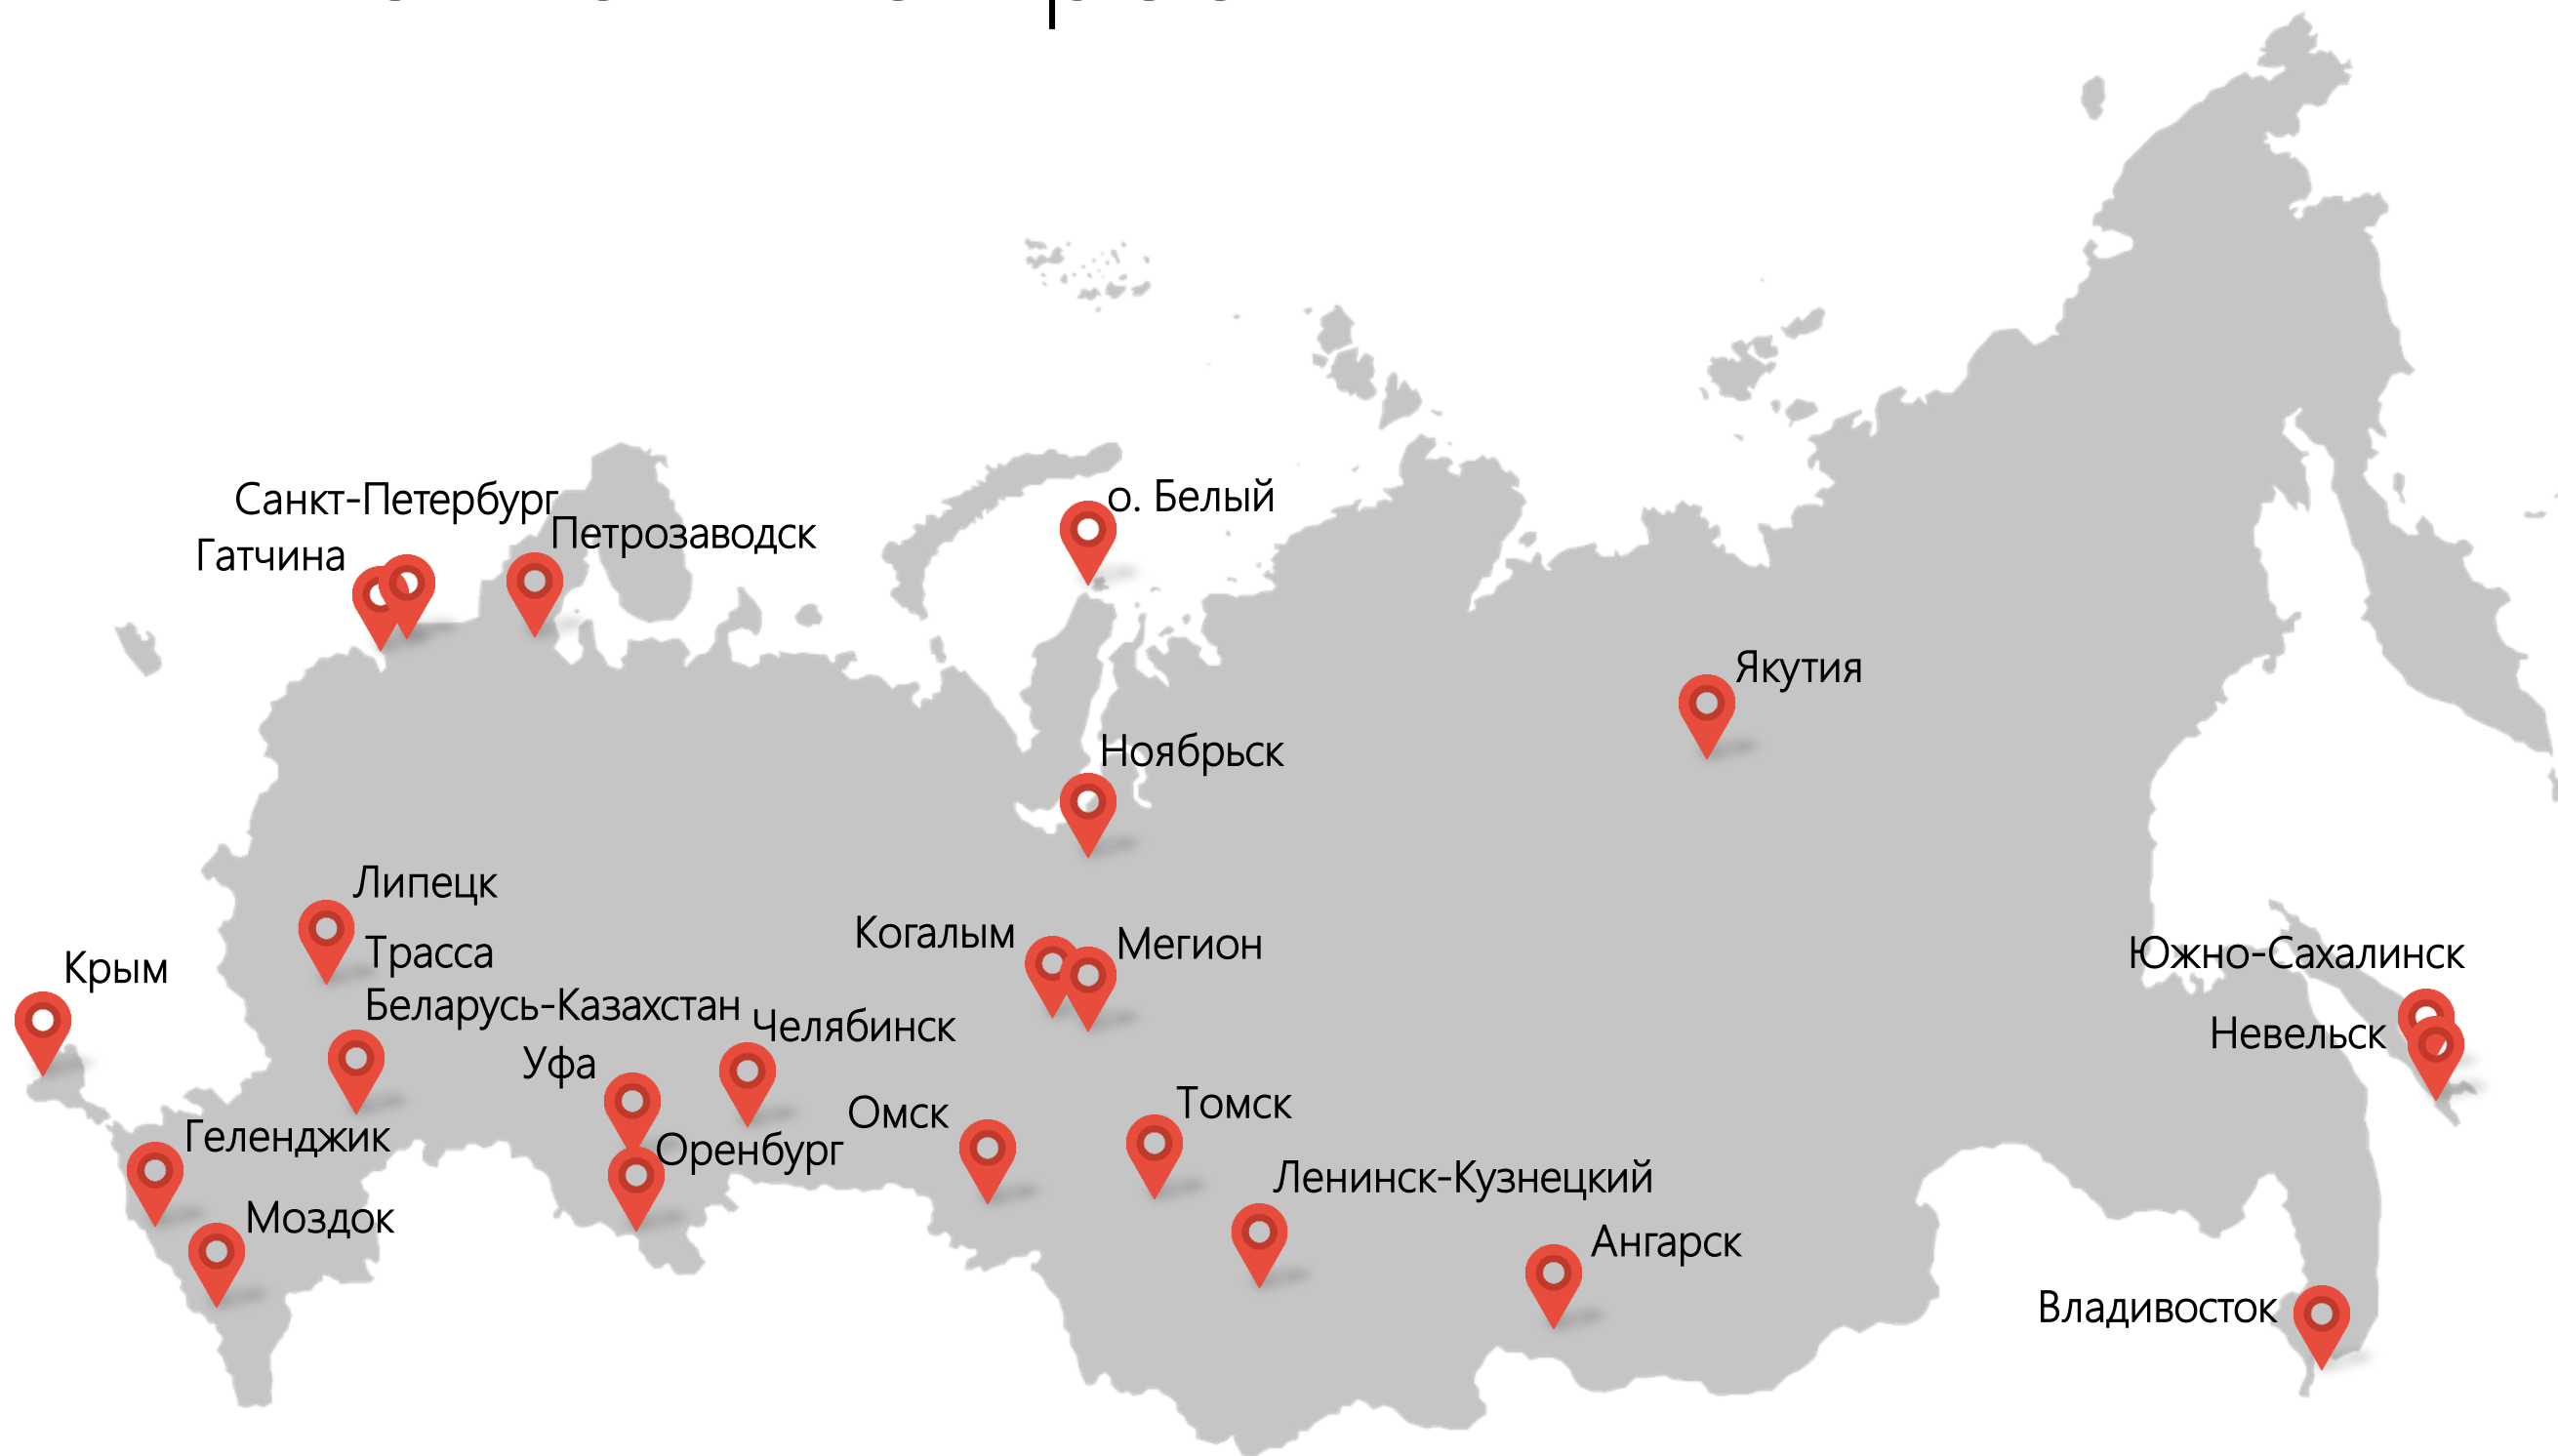 Санкт-Петербург
Гатчина
Петрозаводск
о. Белый
Якутия
Ноябрьск
Липецк
Трасса
Беларусь-Казахстан
Крым
Когалым
Мегион
Южно-Сахалинск
Невельск
Челябинск
Уфа
Оренбург
Омск
Томск
Геленджик
Моздок
Ленинск-Кузнецкий
Ангарск
Владивосток